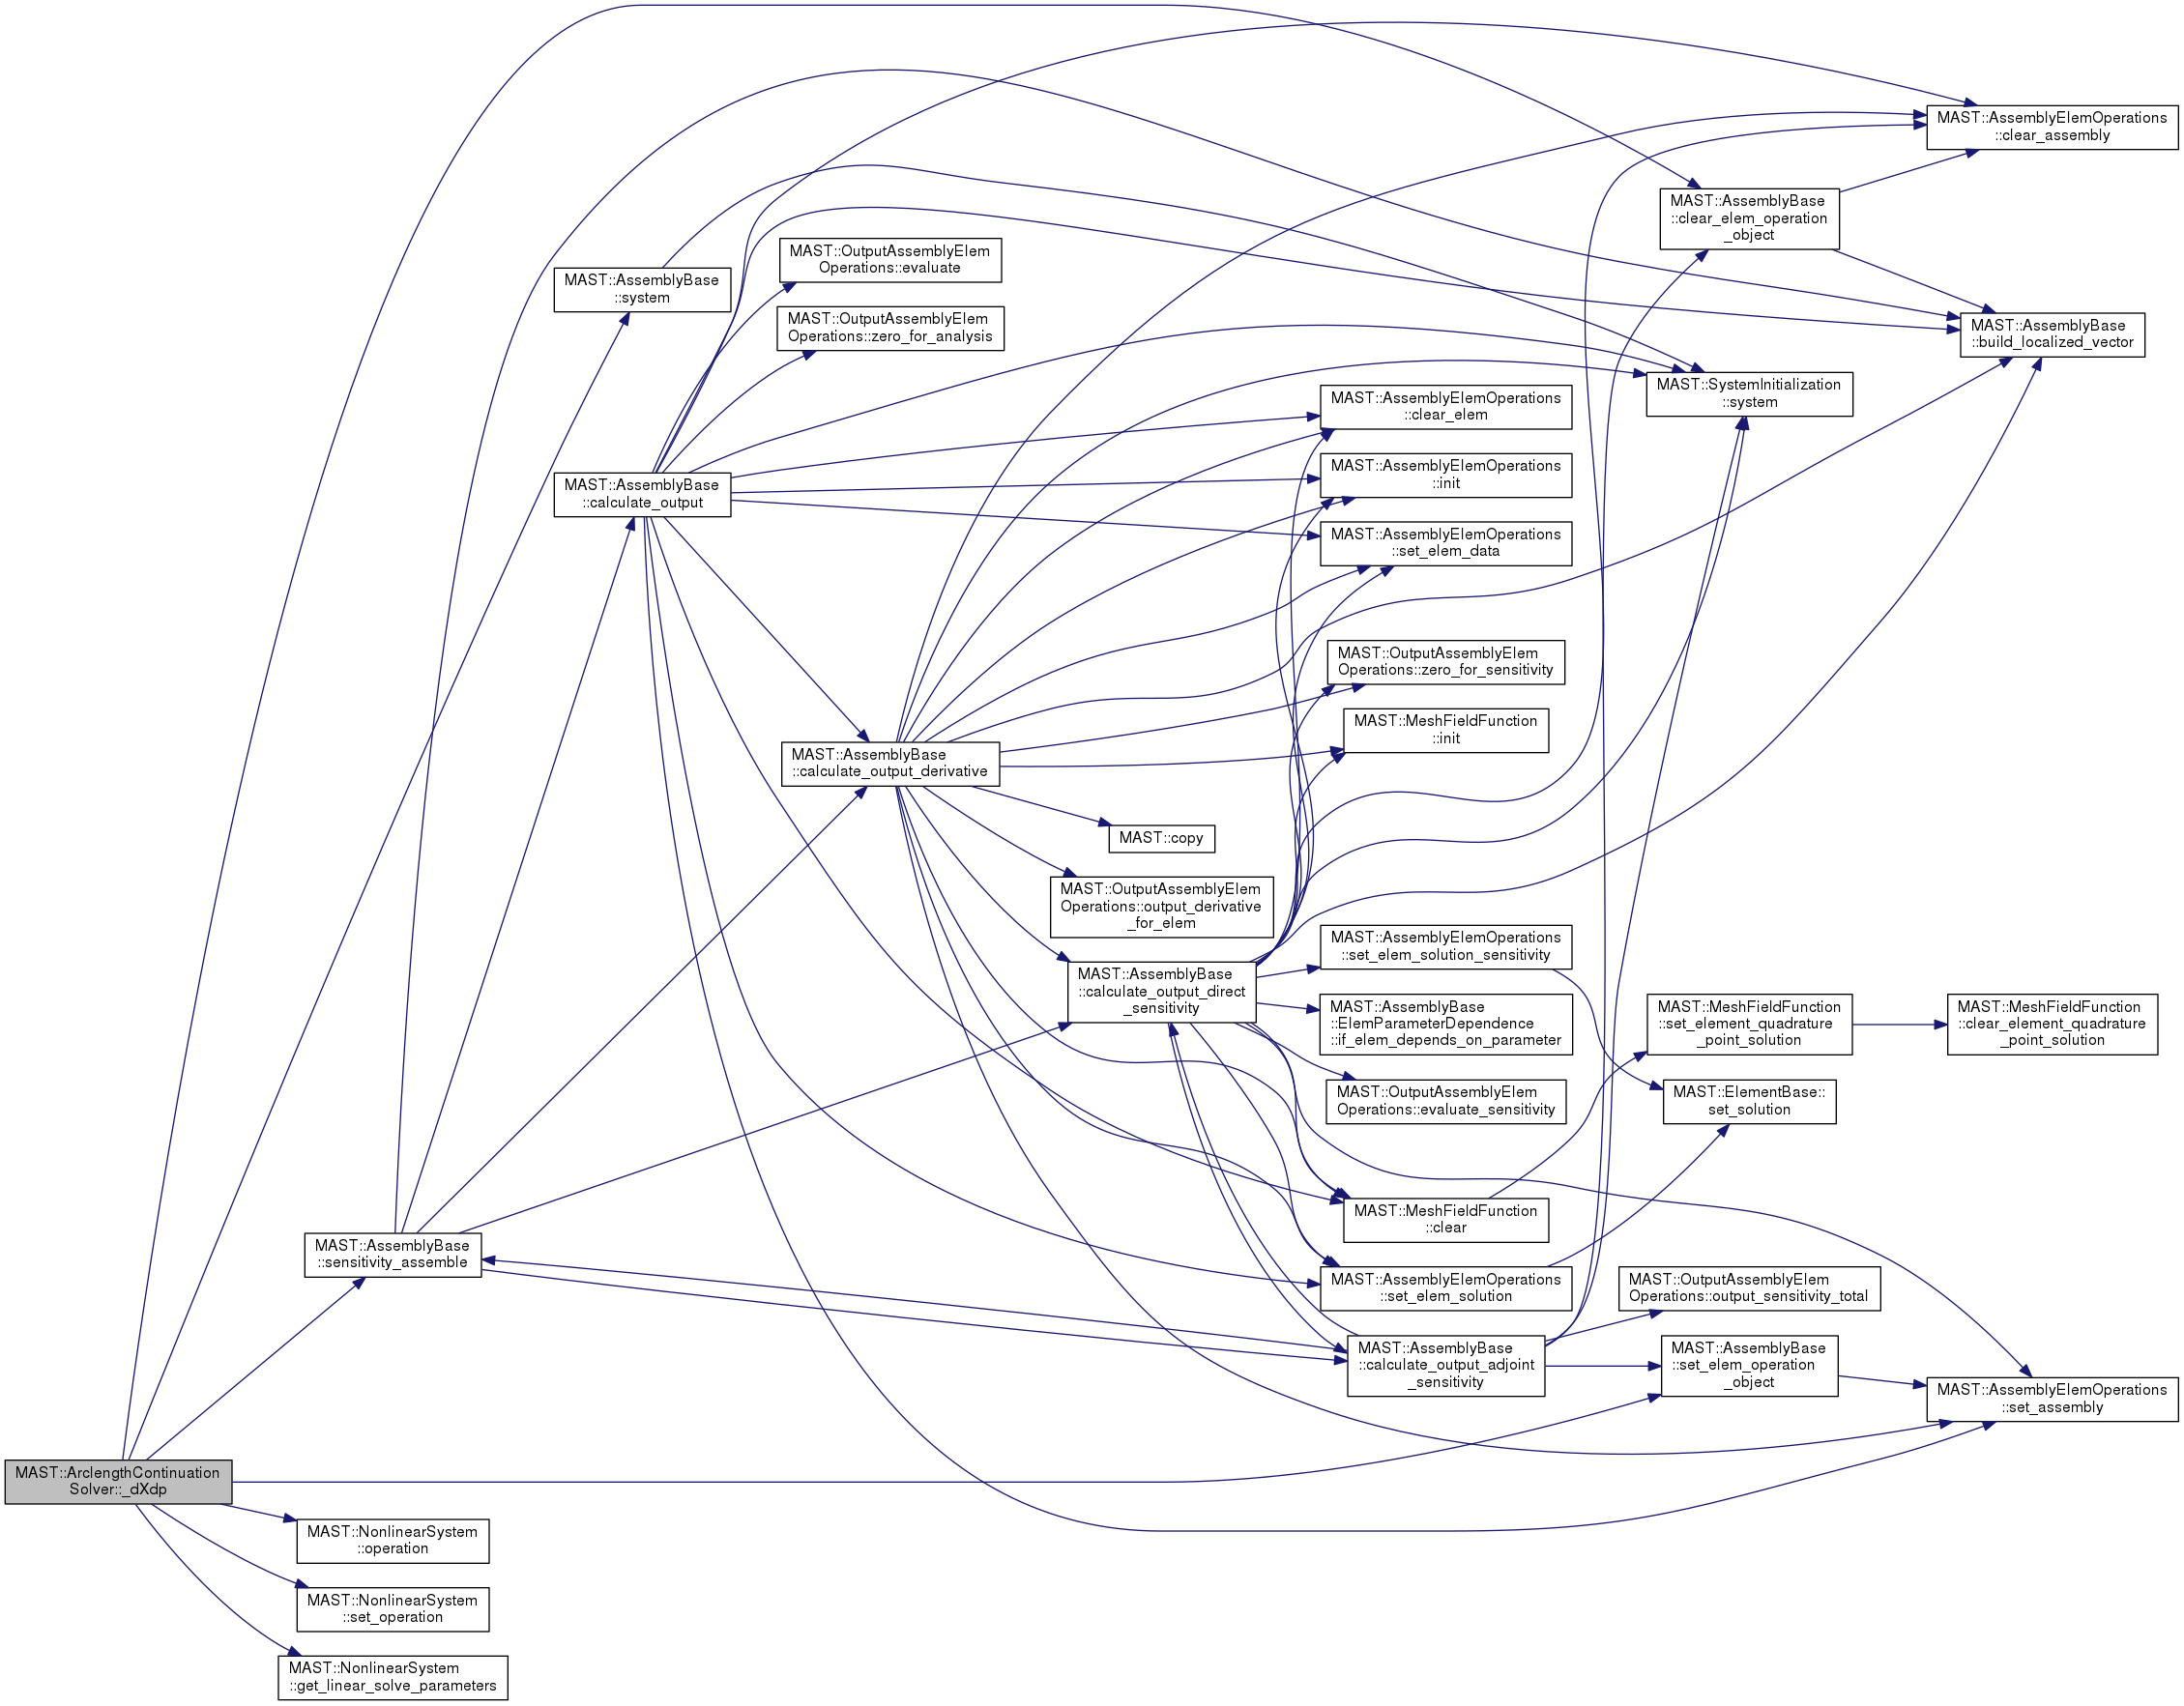 MAST::AssemblyElemOperations
::clear_assembly
MAST::AssemblyBase
::clear_elem_operation
_object
MAST::OutputAssemblyElem
Operations::evaluate
MAST::AssemblyBase
::system
MAST::OutputAssemblyElem
Operations::zero_for_analysis
MAST::AssemblyBase
::build_localized_vector
MAST::SystemInitialization
::system
MAST::AssemblyElemOperations
::clear_elem
MAST::AssemblyElemOperations
::init
MAST::AssemblyBase
::calculate_output
MAST::AssemblyElemOperations
::set_elem_data
MAST::OutputAssemblyElem
Operations::zero_for_sensitivity
MAST::MeshFieldFunction
::init
MAST::AssemblyBase
::calculate_output_derivative
MAST::copy
MAST::OutputAssemblyElem
Operations::output_derivative
_for_elem
MAST::AssemblyElemOperations
::set_elem_solution_sensitivity
MAST::AssemblyBase
::calculate_output_direct
_sensitivity
MAST::AssemblyBase
::ElemParameterDependence
::if_elem_depends_on_parameter
MAST::MeshFieldFunction
::set_element_quadrature
_point_solution
MAST::MeshFieldFunction
::clear_element_quadrature
_point_solution
MAST::OutputAssemblyElem
Operations::evaluate_sensitivity
MAST::ElementBase::
set_solution
MAST::MeshFieldFunction
::clear
MAST::AssemblyBase
::sensitivity_assemble
MAST::AssemblyElemOperations
::set_elem_solution
MAST::OutputAssemblyElem
Operations::output_sensitivity_total
MAST::AssemblyBase
::calculate_output_adjoint
_sensitivity
MAST::AssemblyBase
::set_elem_operation
_object
MAST::AssemblyElemOperations
::set_assembly
MAST::ArclengthContinuation
Solver::_dXdp
MAST::NonlinearSystem
::operation
MAST::NonlinearSystem
::set_operation
MAST::NonlinearSystem
::get_linear_solve_parameters